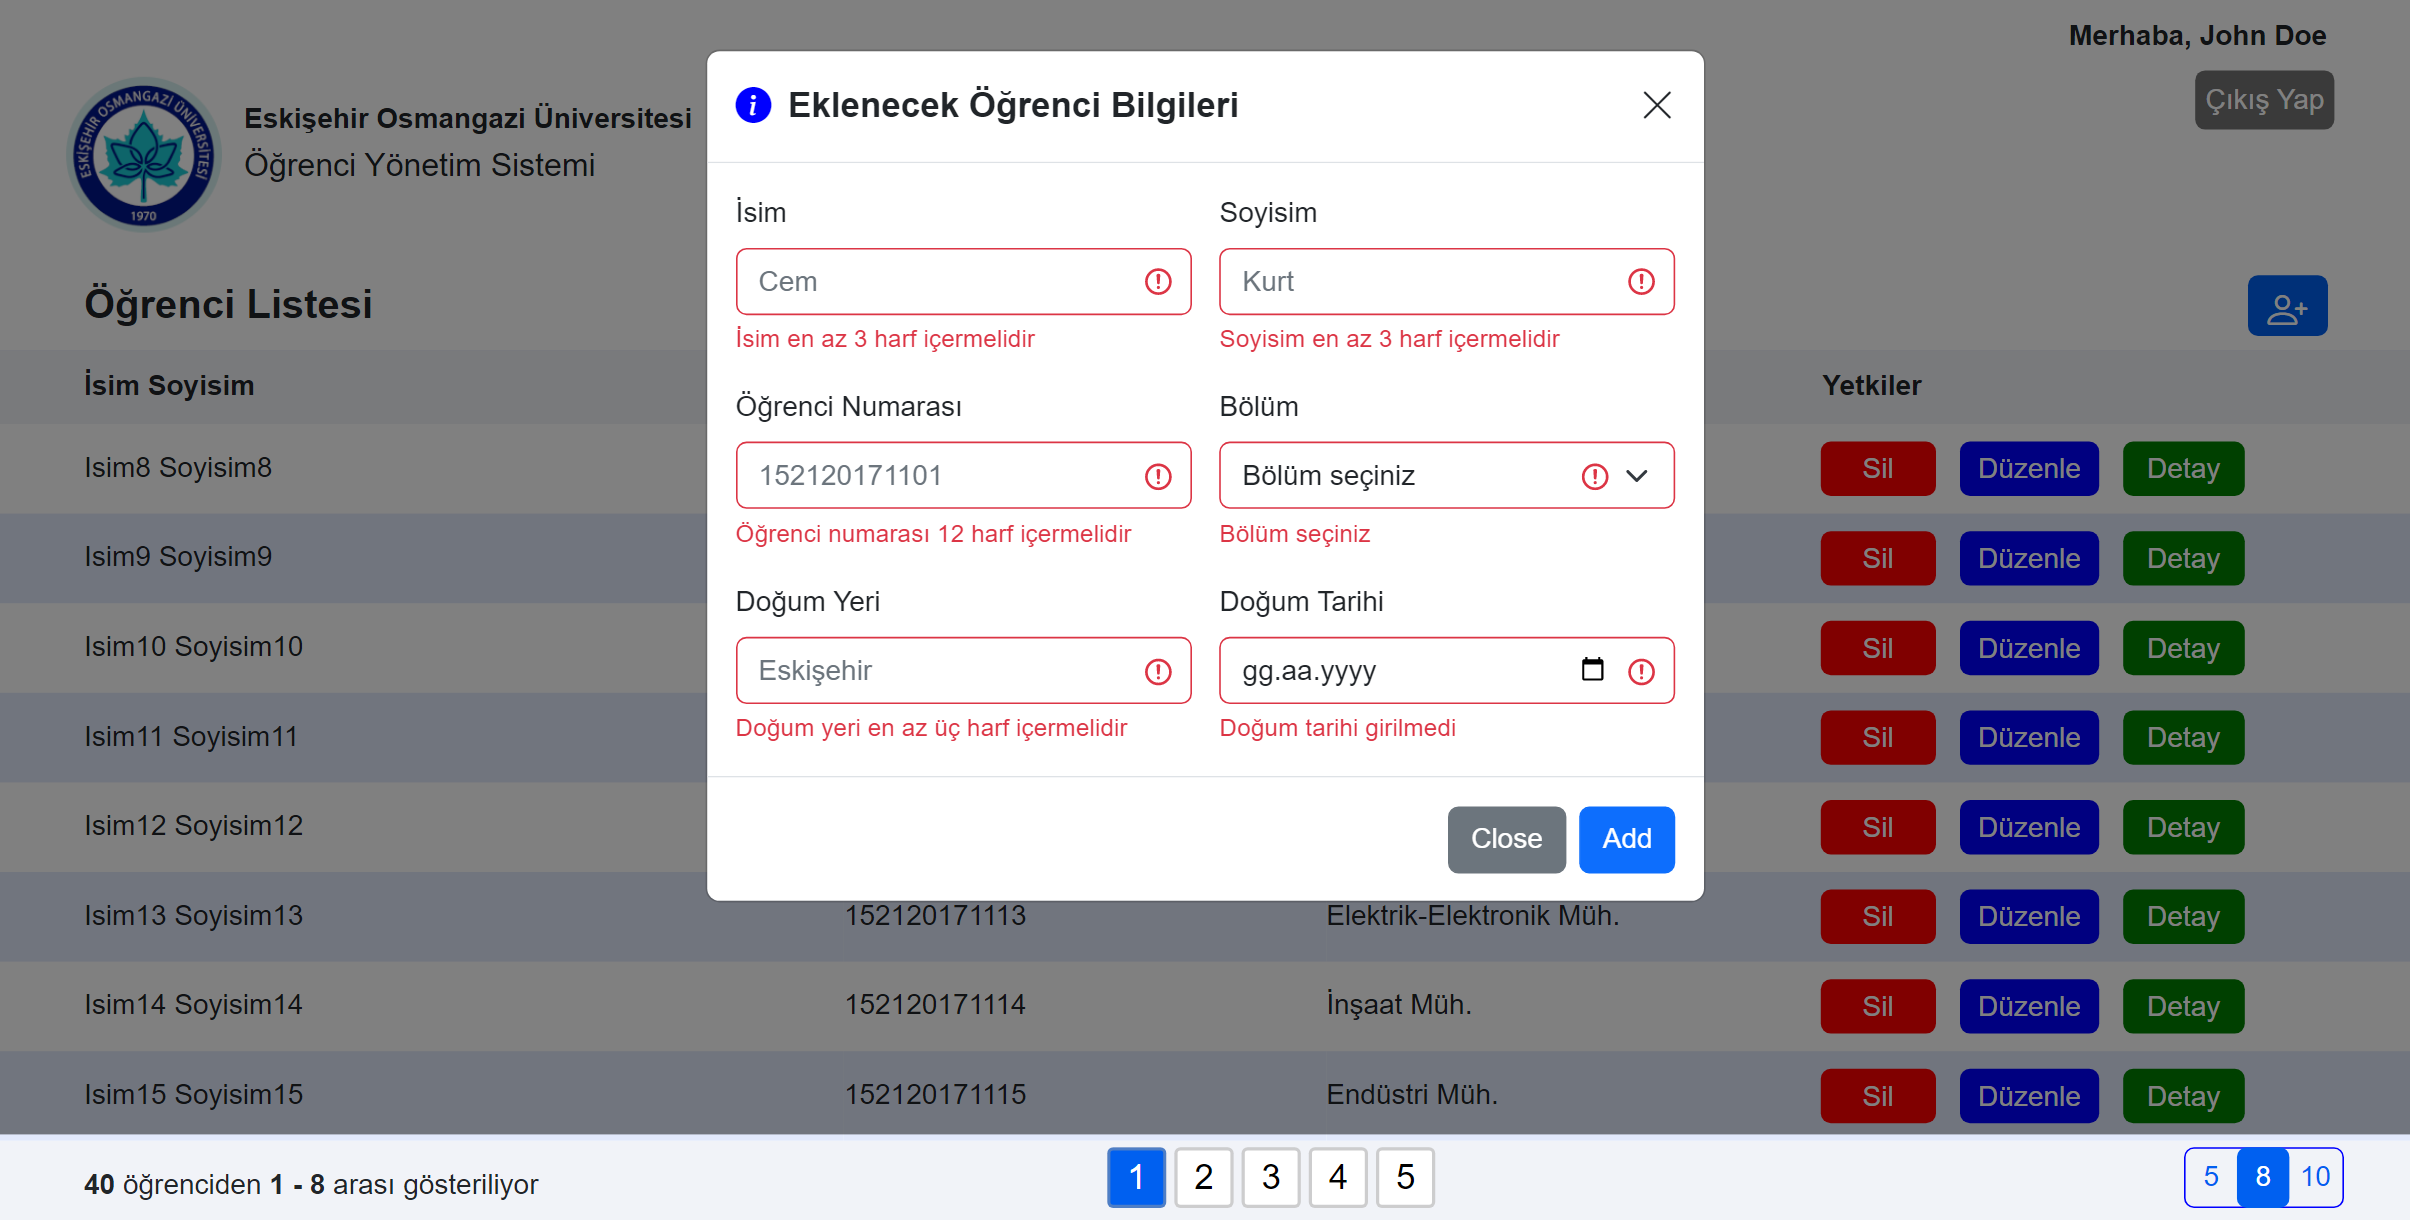 Merhaba, John Doe
Çıkış Yap
ESKİŞEHİR OSMANGAZİ ÜNİVERSİTESİ
1970
Eskişehir Osmangazi Üniversitesi
Öğrenci Yönetim Sistemi
Öğrenci Listesi
İsim Soyisim
Yetkiler
Isim8 Soyisim8
Sil Düzenle Detay
Isim9 Soyisim9
Sil Düzenle Detay
Isim10 Soyisim10
Sil Düzenle Detay
Isim11 Soyisim11
Sil Düzenle Detay
Isim12 Soyisim12
Sil Düzenle Detay
Isim13 Soyisim13 152120171113 Elektrik-Elektronik Müh. Sil Düzenle Detay
Isim14 Soyisim14 152120171114 İnşaat Müh. Sil Düzenle Detay
Isim15 Soyisim15 152120171115 Endüstri Müh. Sil Düzenle Detay
Eklenecek Öğrenci Bilgileri
İsim Soyisim
Cem Kurt
İsim en az 3 harf içermelidir Soyisim en az 3 harf içermelidir
Öğrenci Numarası Bölüm
152120171101 Bölüm seçiniz
Öğrenci numarası 12 harf içermelidir Bölüm seçiniz
Doğum Yeri Doğum Tarihi
Eskişehir gg.aa.yyyy
Doğum yeri en az üç harf içermelidir Doğum tarihi girilmedi
Close Add
40 öğrenciden 1 - 8 arası gösteriliyor 1 2 3 4 5 5 8 10